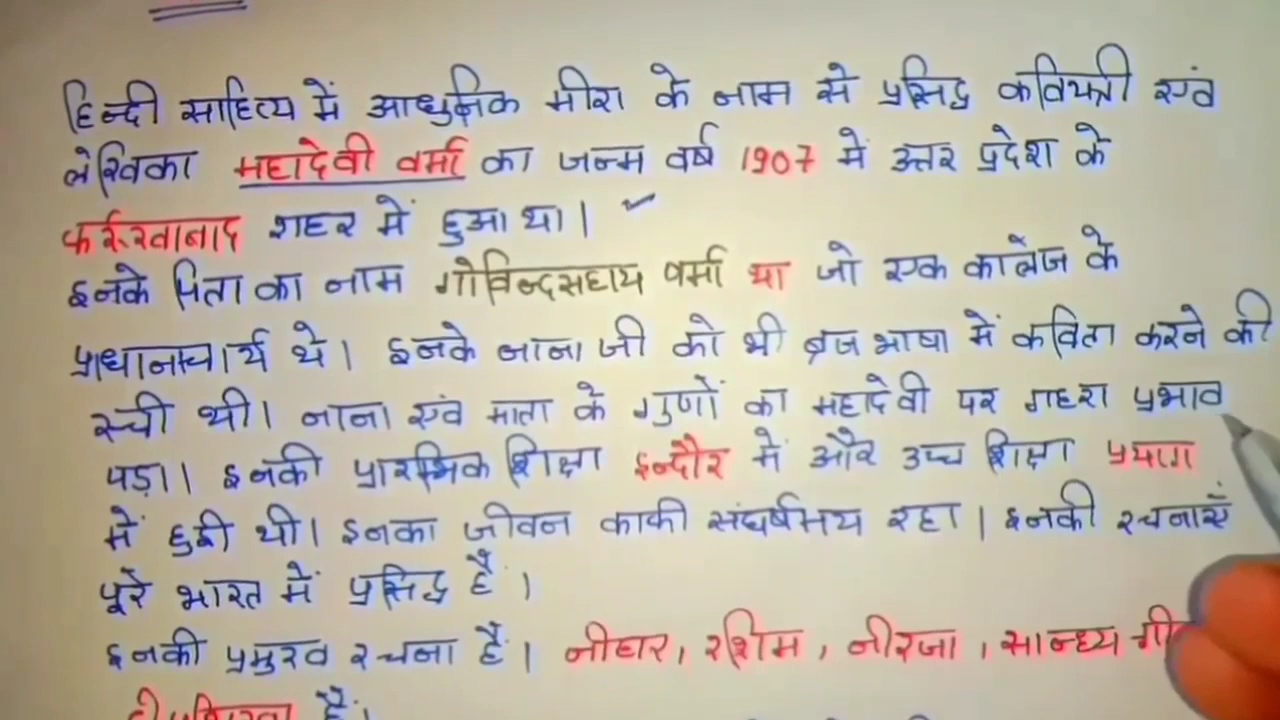 हिन्दी साहित्य में आधुनिक मीरा के नाम से प्रसिद्ध कवियत्री एवं
लेखिका महादेवी वर्मा का जन्म वर्ष 1907 में उत्तर प्रदेश के
फर्रूखाबाद शहर में हुआ था।
इनके पिता का नाम गोविन्दसहाय वर्मा था जो एक कालेज के
प्राधानाचार्य थे। इनके नाना जी को भी ब्रज भाषा में कविता करने की
रूची थी। नाना एवं माता के गुणों का महादेवी पर गहरा प्रभाव
पड़ा। इनकी प्रारम्भिक शिक्षा इन्दौर में और उच्च शिक्षा प्रयाग
में हुई थी। इनका जीवन काफी संघर्षमय रहा। इनकी रचनाएं
पूरे भारत में प्रसिद्ध हैं।
इनकी प्रमुख रचना हैं। नीहार, रश्मि, नीरजा, सान्ध्य
हैं।